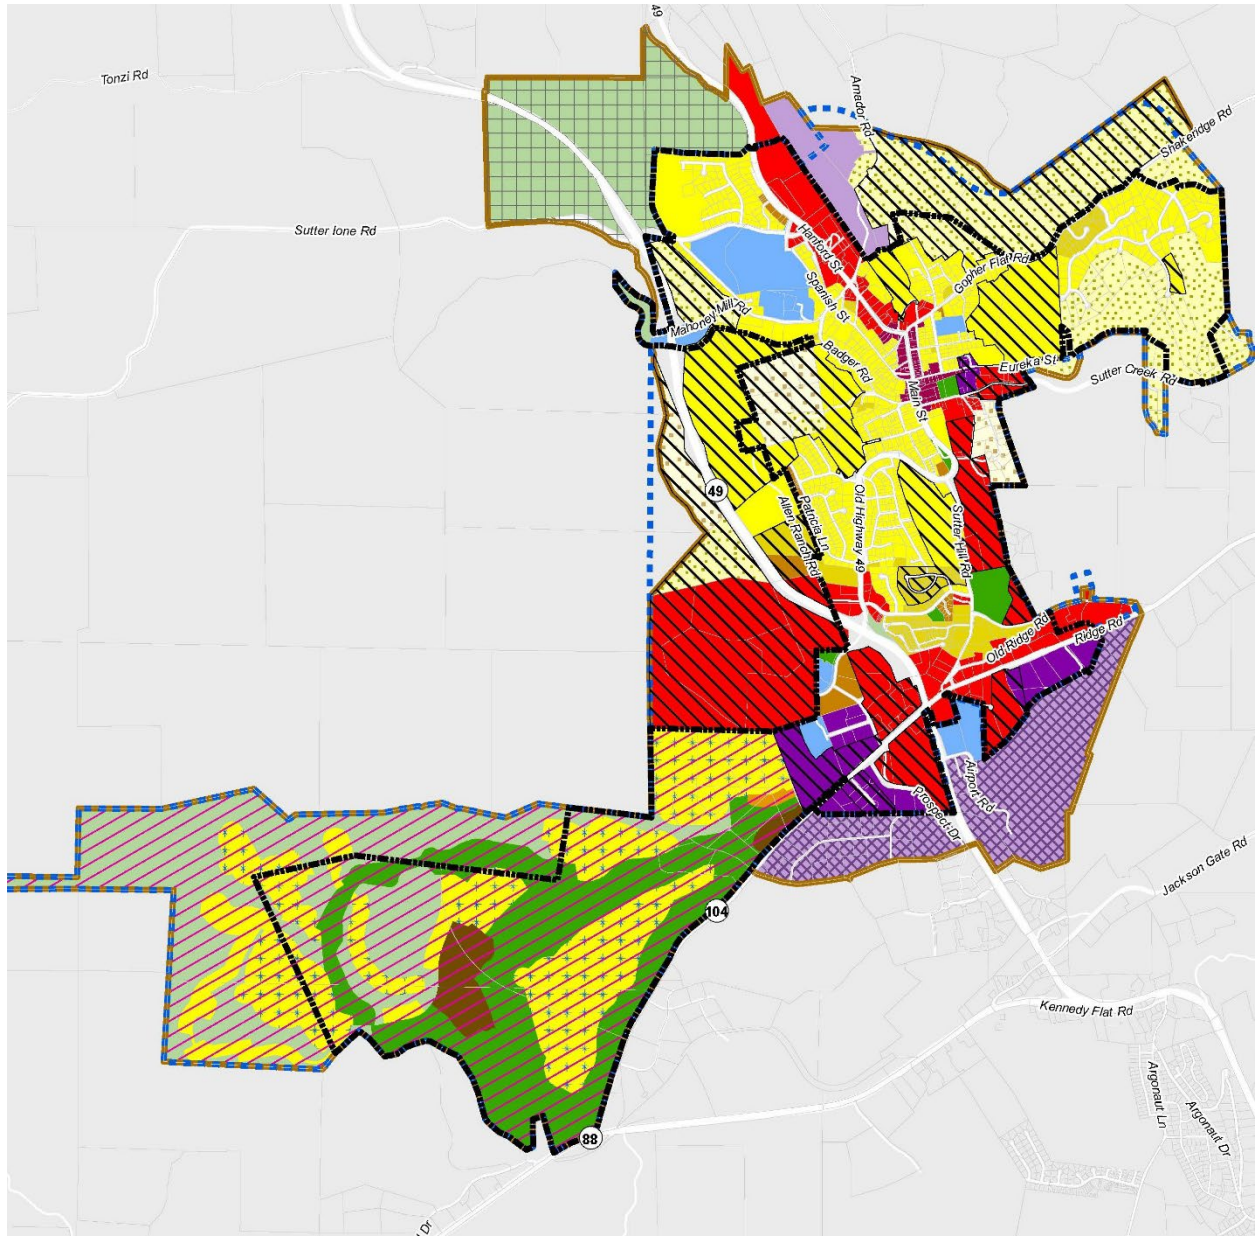 49
Tonzi Rd
Amador Rd
Shakeridge Rd
Sutter Ione Rd
Hanford St
Gopher Flat Rd
Spanish St
Mahoney Mill Rd
Badger Rd
Eureka St
Sutter Creek Rd
Main St
49
Patricia Ln
Allen Ranch Rd
Old Highway 49
Sutter Hill Rd
Old Ridge Rd
Ridge Rd
Airport Rd
Prospect Dr
Jackson Gate Rd
104
Kennedy Flat Rd
Argonaut Ln
Argonaut Dr
88
Dr